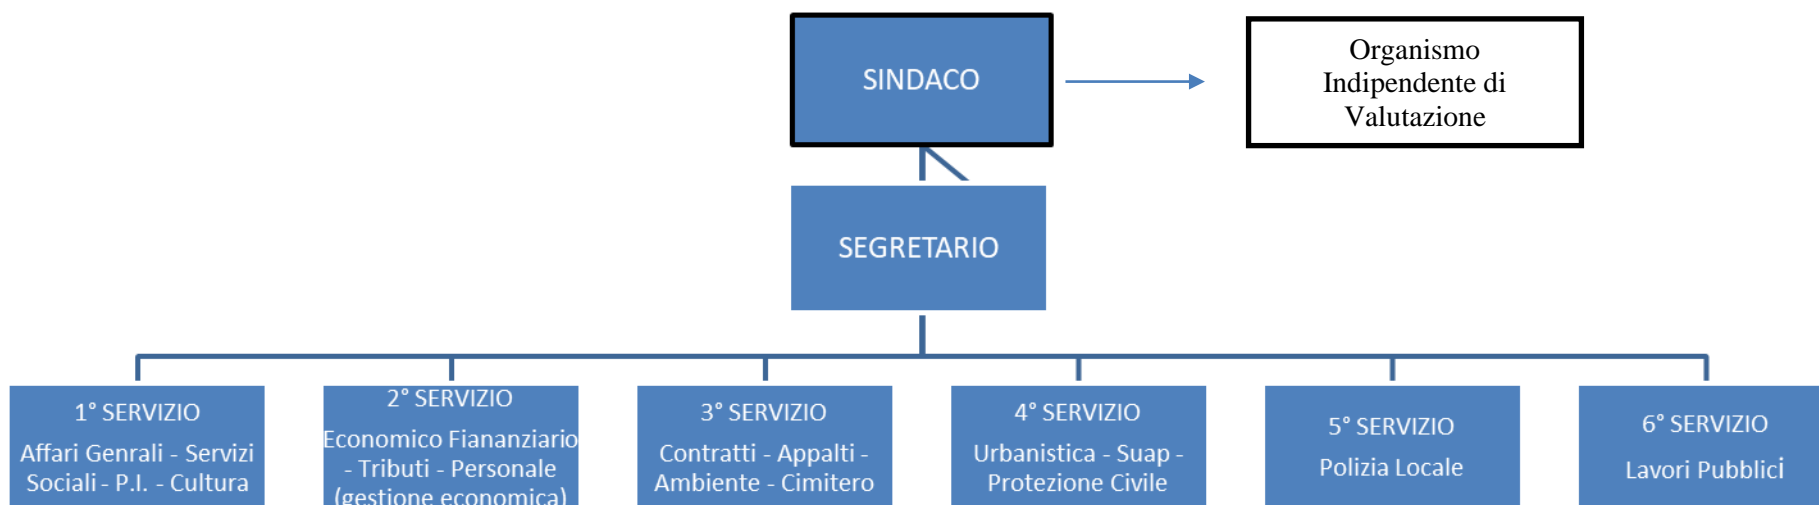 SINDACO
Organismo
Indipendente di
Valutazione
SEGRETARIO
1° SERVIZIO
Affari Genrali - Servizi
Sociali - P.I. - Cultura
2° SERVIZIO
Economico Fiananziario
- Tributi - Personale
(gestione economica)
3° SERVIZIO
Contratti - Appalti -
Ambiente - Cimitero
4° SERVIZIO
Urbanistica - Suap -
Protezione Civile
5° SERVIZIO
Polizia Locale
6° SERVIZIO
Lavori Pubblici